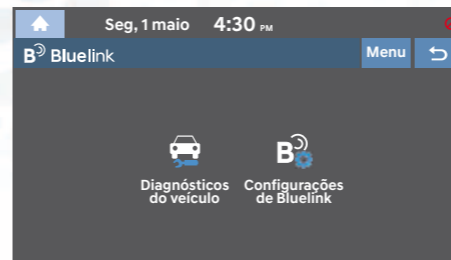 Seg, 1 maio 4:30 PM
B Bluelink Menu
Diagnósticos do veículo
Configurações de Bluelink